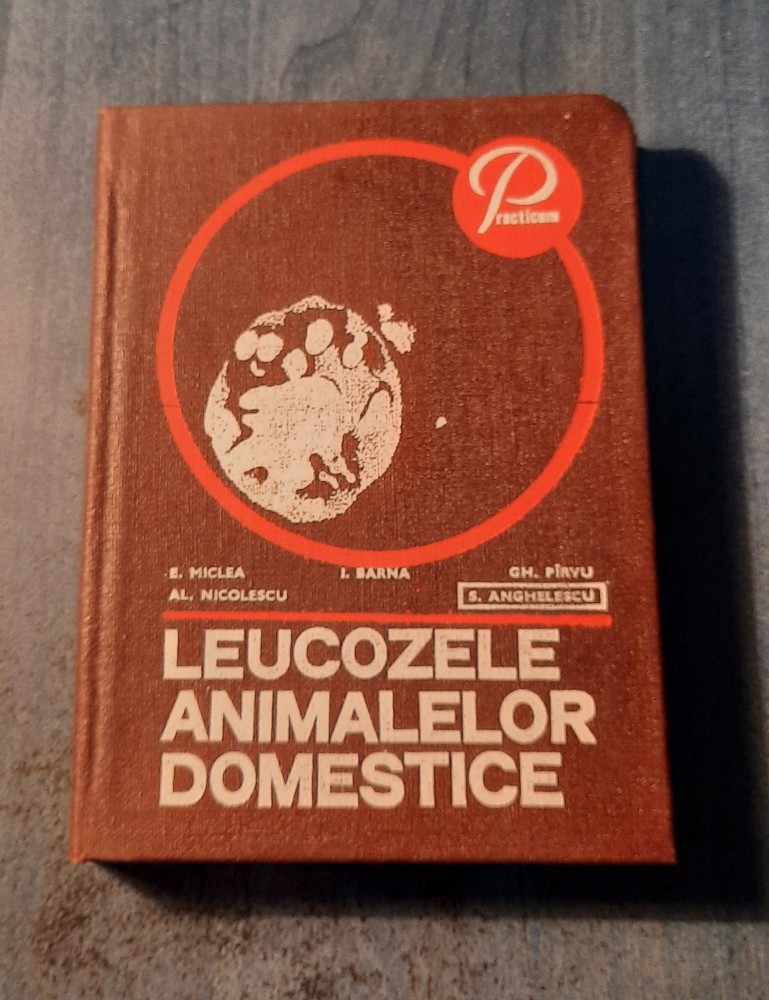 Practicum
E. MICLEA I. BARNA GH. PÎRVU
AL. NICOLESCU S. ANGHELESCU
LEUCOZELE
ANIMALELOR
DOMESTICE